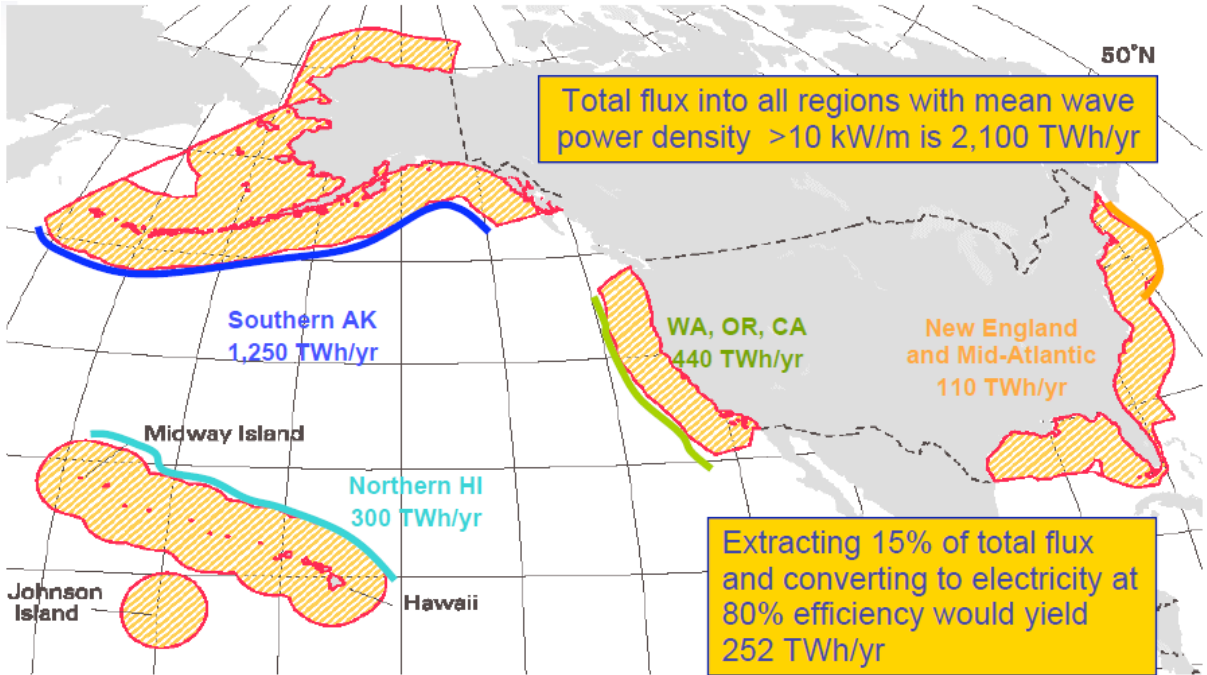 50°N
Total flux into all regions with mean wave
power density >10 kW/m is 2,100 TWh/yr
Southern AK
1,250 TWh/yr
WA, OR, CA
440 TWh/yr
New England
and Mid-Atlantic
110 TWh/yr
Midway Island
Northern HI
300 TWh/yr
Johnson
Island
Hawaii
Extracting 15% of total flux
and converting to electricity at
80% efficiency would yield
252 TWh/yr